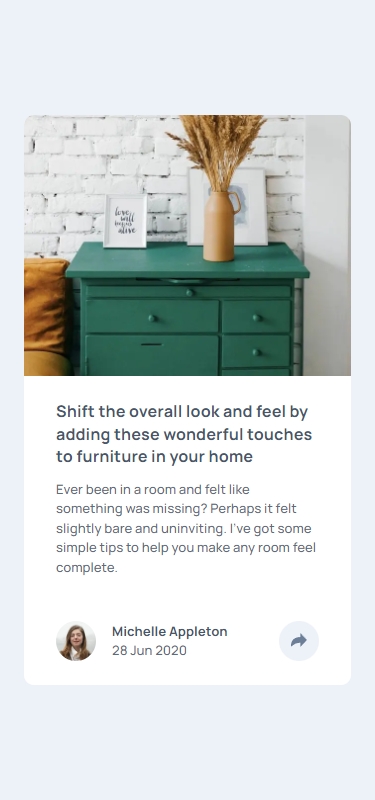 love
will
begins
alive
Shift the overall look and feel by
adding these wonderful touches
to furniture in your home
Ever been in a room and felt like
something was missing? Perhaps it felt
slightly bare and uninviting. I've got some
simple tips to help you make any room feel
complete.
Michelle Appleton
28 Jun 2020